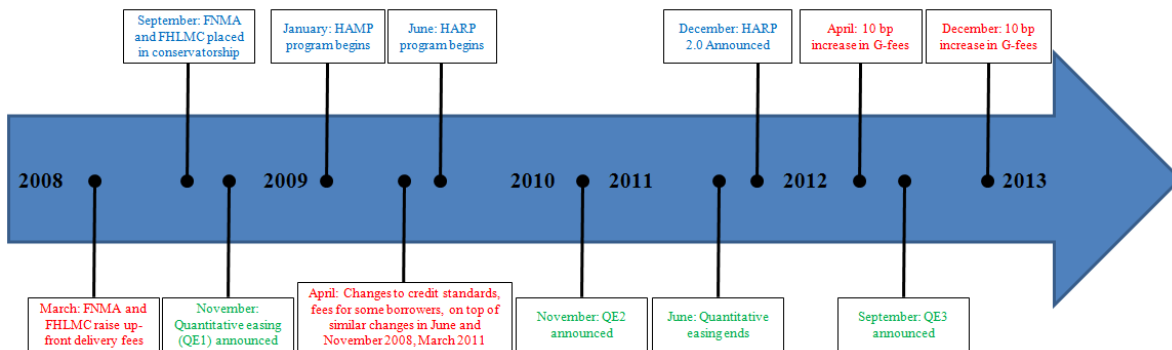 September: FNMA
and FHLMC placed
in conservatorship
January: HAMP
program begins
June: HARP
program begins
December: HARP
2.0 Announced
April: 10 bp
increase in G-fees
December: 10 bp
increase in G-fees
2008
2009
2010
2011
2012
2013
March: FNMA and
FHLMC raise up-
front delivery fees
November:
Quantitative easing
(QE1) announced
April: Changes to credit standards,
fees for some borrowers, on top of
similar changes in June and
November 2008, March 2011
November: QE2
announced
June: Quantitative
easing ends
September: QE3
announced